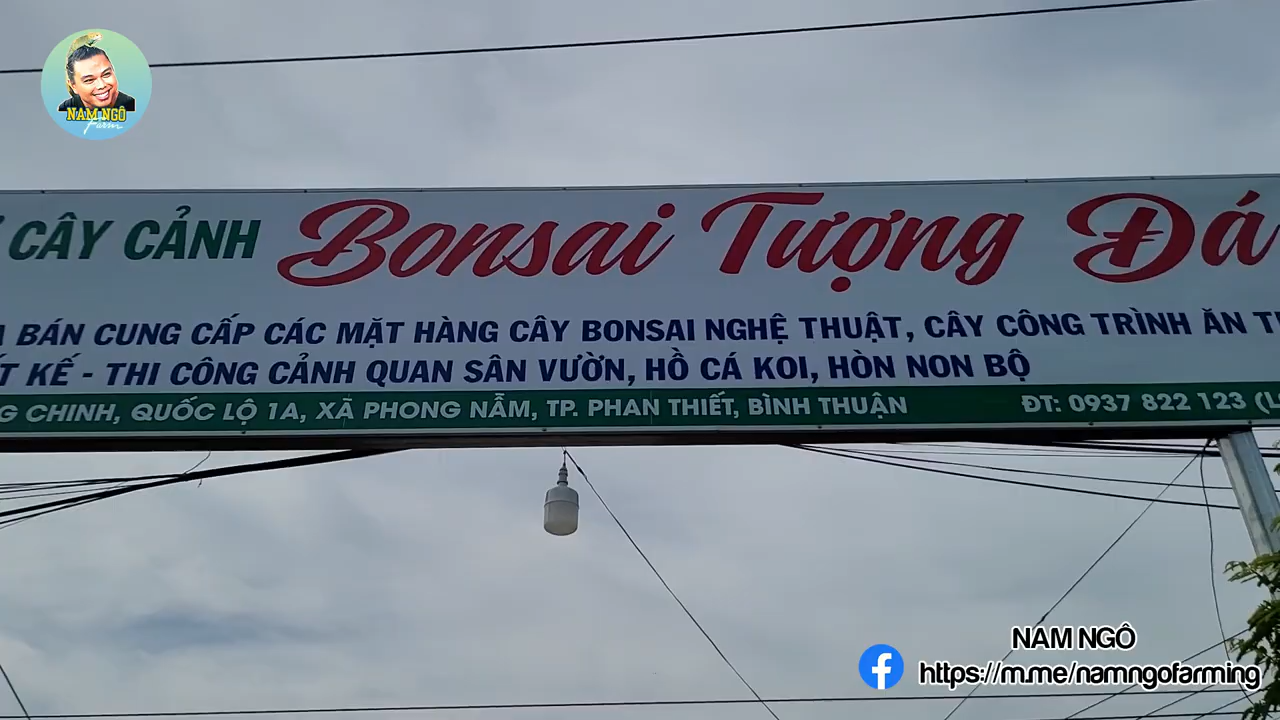 NAM NGÔ
Farm
CÂY CẢNH Bonsai Tượng Đá
BÁN CUNG CẤP CÁC MẶT HÀNG CÂY BONSAI NGHỆ THUẬT, CÂY CÔNG TRÌNH ĂN
KẾ - THI CÔNG CẢNH QUAN SÂN VƯỜN, HỒ CÁ KOI, HÒN NON BỘ
CHINH, QUỐC LỘ 1A, XÃ PHONG NẪM, TP. PHAN THIẾT, BÌNH THUẬN ĐT: 0937 822 123
NAM NGÔ
https://m.me/namngofarming